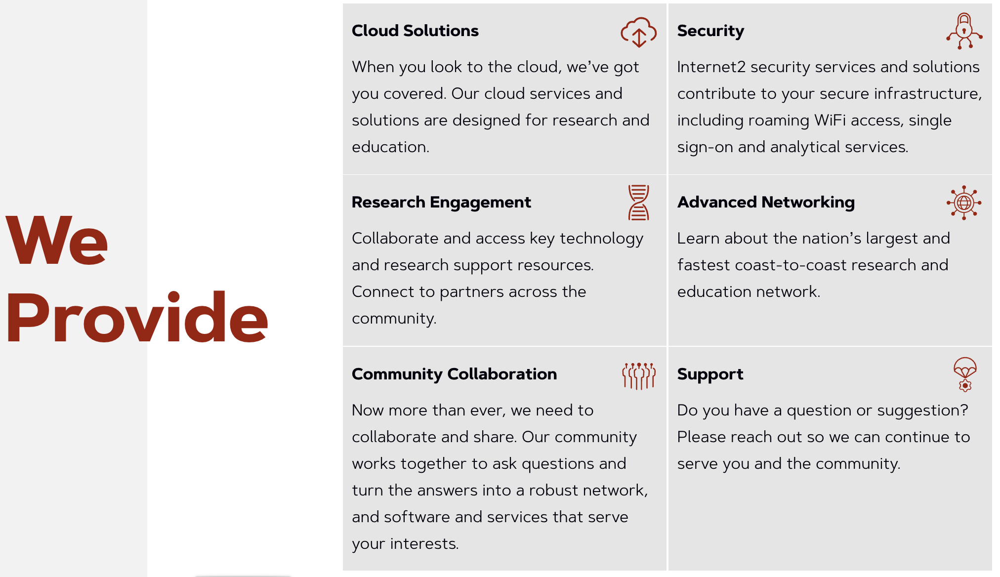 We
Provide
Cloud Solutions
When you look to the cloud, we’ve got
you covered. Our cloud services and
solutions are designed for research and
education.
Security
Internet2 security services and solutions
contribute to your secure infrastructure,
including roaming WiFi access, single
sign-on and analytical services.
Research Engagement
Collaborate and access key technology
and research support resources.
Connect to partners across the
community.
Advanced Networking
Learn about the nation’s largest and
fastest coast-to-coast research and
education network.
Community Collaboration
Now more than ever, we need to
collaborate and share. Our community
works together to ask questions and
turn the answers into a robust network,
and software and services that serve
your interests.
Support
Do you have a question or suggestion?
Please reach out so we can continue to
serve you and the community.